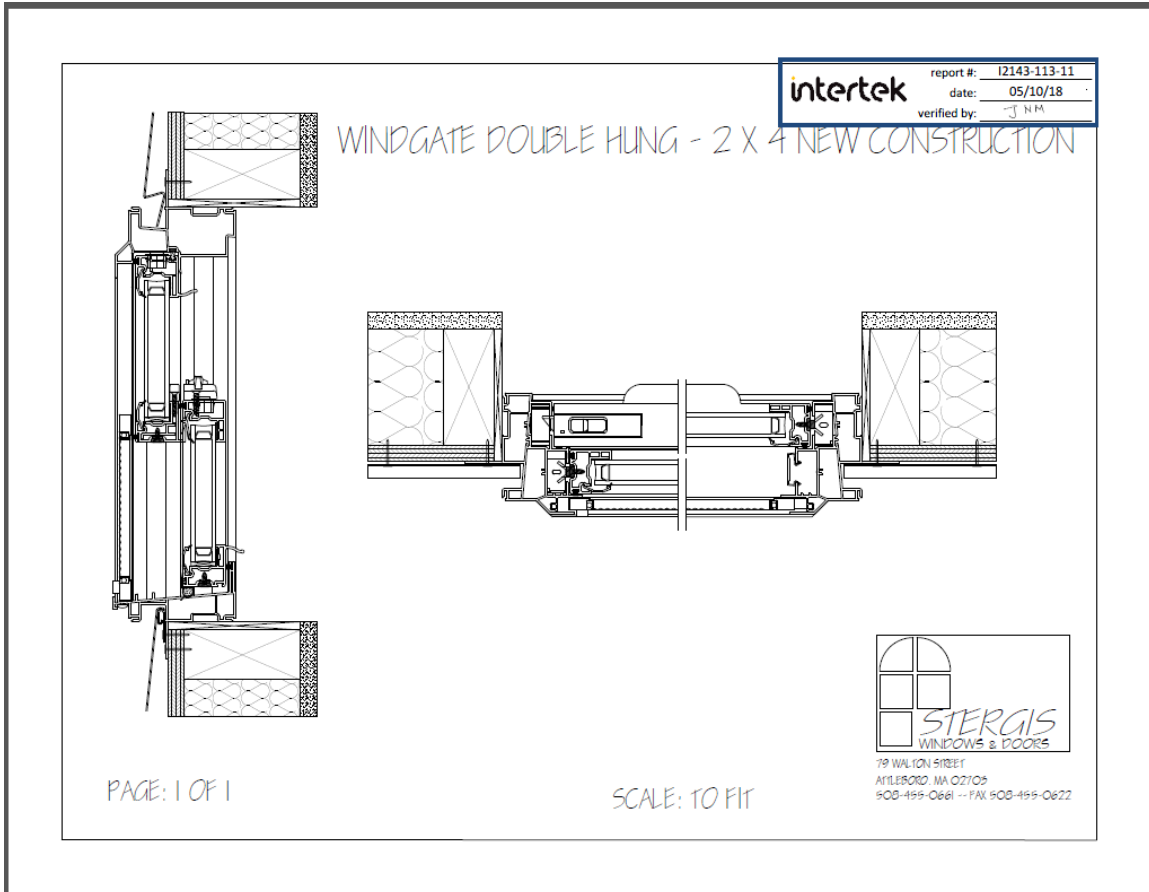 intertek
report #: I2143-113-11
date: 05/10/18
verified by: JNM
WINDGATE DOUBLE HUNG - 2 X 4 NEW CONSTRUCTION
STERGIS
WINDOWS & DOORS
79 WALTON STREET
ATTLEBORO, MA 02703
508-455-0661 -- FAX 508-455-0622
PAGE: 1 OF 1
SCALE: TO FIT